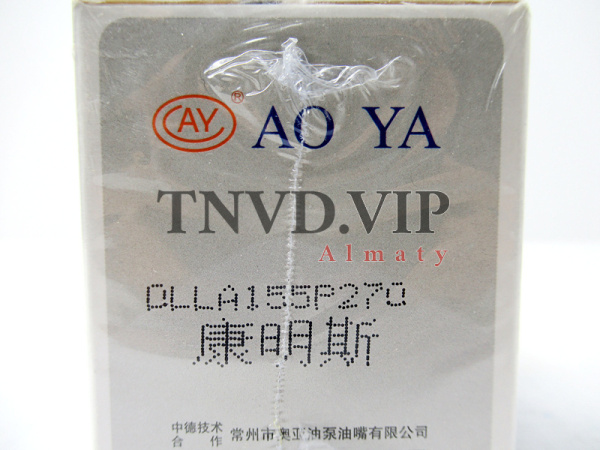 CAY® AO YA
TNVD.VIP
Almaty
DLLA155P270
康明斯
中德技术
合 作 常州市奥亚油泵油嘴有限公司